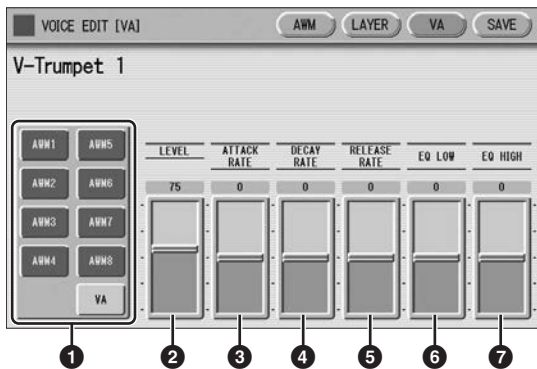 VOICE EDIT [VA] AWM LAYER VA SAVE
V-Trumpet 1
AWM1 AWM5
AWM2 AWM6
AWM3 AWM7
AWM4 AWM8
VA
LEVEL ATTACK RATE DECAY RATE RELEASE RATE EQ LOW EQ HIGH
75 0 0 0 0 0
1 2 3 4 5 6 7